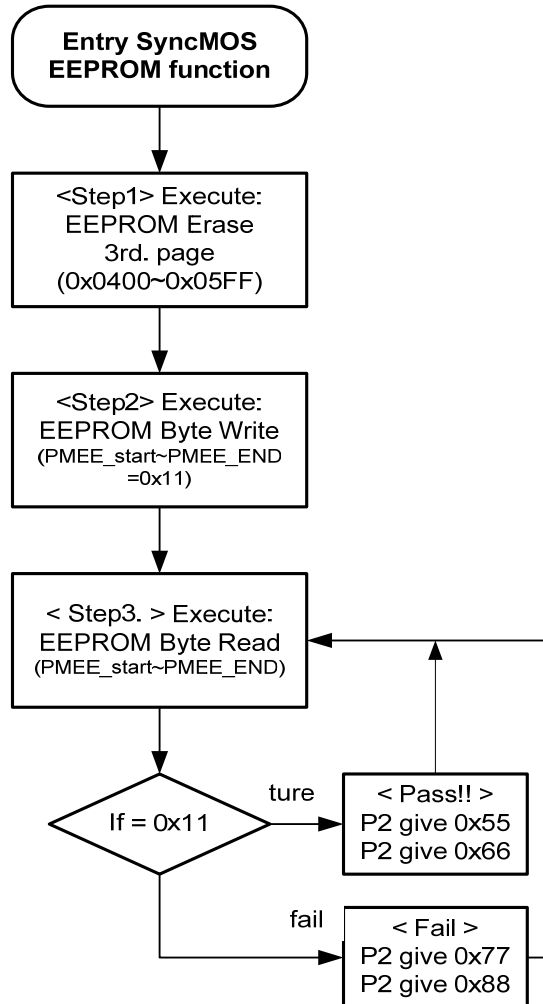 Entry SyncMOS
EEPROM function
<Step1> Execute:
EEPROM Erase
3rd. page
(0x0400~0x05FF)
<Step2> Execute:
EEPROM Byte Write
(PMEE_start~PMEE_END
=0x11)
< Step3. > Execute:
EEPROM Byte Read
(PMEE_start~PMEE_END)
If = 0x11
ture
< Pass!! >
P2 give 0x55
P2 give 0x66
fail
< Fail >
P2 give 0x77
P2 give 0x88